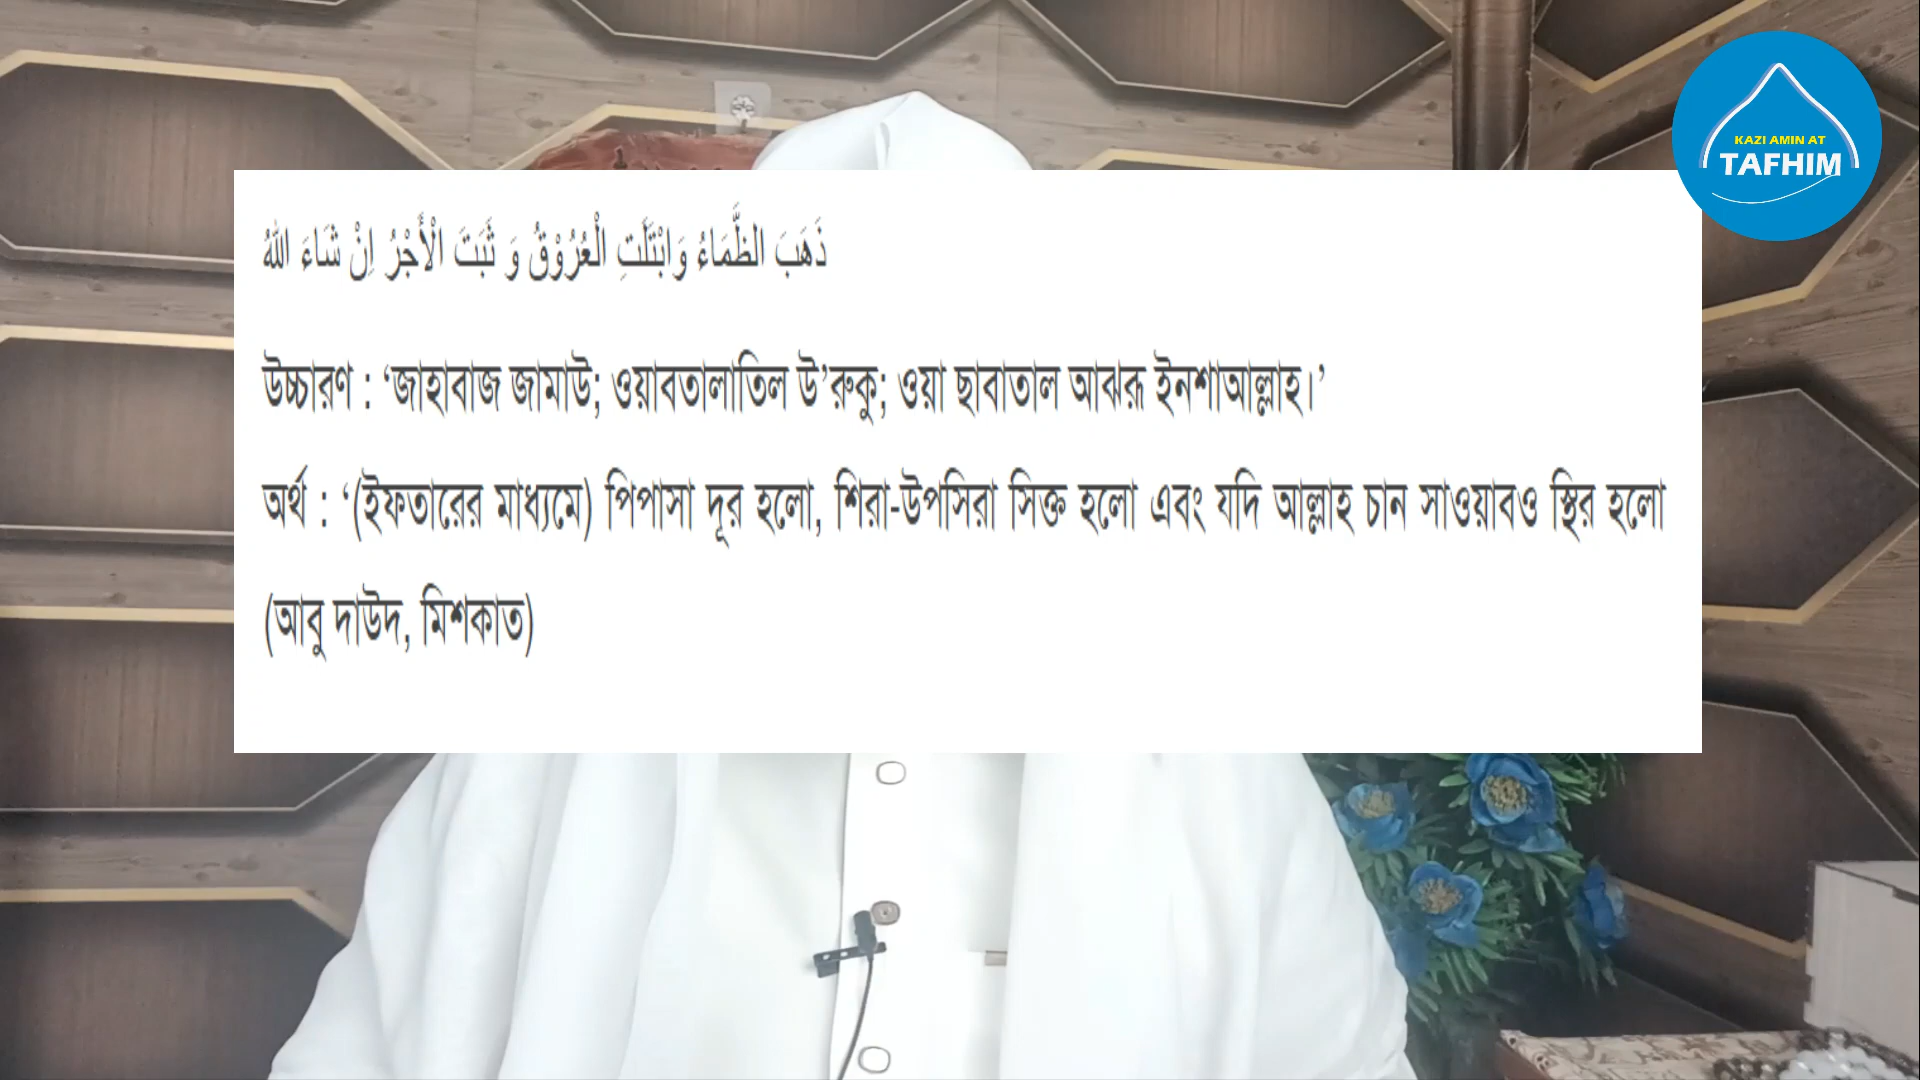 KAZI AMIN AT
TAFHIM
ذَهَبَ الظَّمَاءُ وَابْتَلَتِ الْعُرُوْقُ وَ ثَبَتَ الْأَجْرُ اِنْ شَاءَ اللهُ
উচ্চারণ : ‘জাহাবাজ জামাউ; ওয়াবতালাতিল উ’রুকু; ওয়া ছাবাতাল আঝরূ ইনশাআল্লাহ।’
অর্থ : ‘(ইফতারের মাধ্যমে) পিপাসা দূর হলো, শিরা-উপসিরা সিক্ত হলো এবং যদি আল্লাহ চান সাওয়াবও স্থির হলো
(আবু দাউদ, মিশকাত)